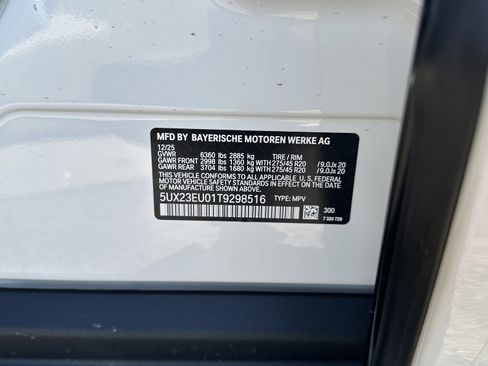 MFD BY BAYERISCHE MOTOREN WERKE AG
12/25 TIRE / RIM
GVWR 6360 lbs 2885 kg
GAWR FRONT 2998 lbs 1360 kg WITH 275/45 R20 /9.0Jx 20
GAWR REAR 3704 lbs 1680 kg WITH 275/45 R20 /9.0Jx 20
THIS VEHICLE CONFORMS TO ALL APPLICABLE U.S. FEDERAL
MOTOR VEHICLE SAFETY STANDARDS IN EFFECT ON THE
DATE OF MANUFACTURE SHOWN ABOVE.
5UX23EU01T9298516 TYPE: MPV
300
7 320 729